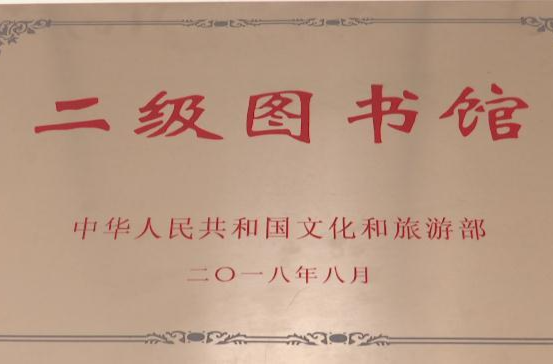 二级图书馆
中华人民共和国文化和旅游部
二〇一八年八月